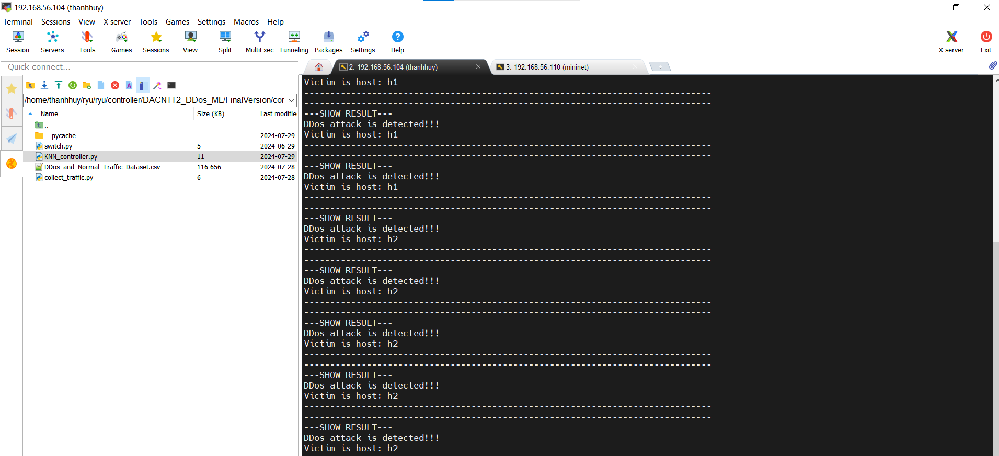 192.168.56.104 (thanhhuy)
Terminal Sessions View X server Tools Games Settings Macros Help
Session Servers Tools Games Sessions View Split MultiExec Tunneling Packages Settings Help X server Exit
Quick connect...
2. 192.168.56.104 (thanhhuy)
3. 192.168.56.110 (mininet)
/home/thanhhuy/ryu/ryu/controller/DACNTT2_DDos_ML/FinalVersion/cor
Name Size (KB) Last modifie
..
__pycache__ 2024-07-29
switch.py 5 2024-06-29
KNN_controller.py 11 2024-07-29
DDos_and_Normal_Traffic_Dataset.csv 116 656 2024-07-28
collect_traffic.py 6 2024-07-28
Victim is host: h1
------------------------------------------------------------------------------
------------------------------------------------------------------------------
---SHOW RESULT---
DDos attack is detected!!!
Victim is host: h1
------------------------------------------------------------------------------
------------------------------------------------------------------------------
---SHOW RESULT---
DDos attack is detected!!!
Victim is host: h1
------------------------------------------------------------------------------
------------------------------------------------------------------------------
---SHOW RESULT---
DDos attack is detected!!!
Victim is host: h2
------------------------------------------------------------------------------
------------------------------------------------------------------------------
---SHOW RESULT---
DDos attack is detected!!!
Victim is host: h2
------------------------------------------------------------------------------
------------------------------------------------------------------------------
---SHOW RESULT---
DDos attack is detected!!!
Victim is host: h2
------------------------------------------------------------------------------
------------------------------------------------------------------------------
---SHOW RESULT---
DDos attack is detected!!!
Victim is host: h2
------------------------------------------------------------------------------
------------------------------------------------------------------------------
---SHOW RESULT---
DDos attack is detected!!!
Victim is host: h2